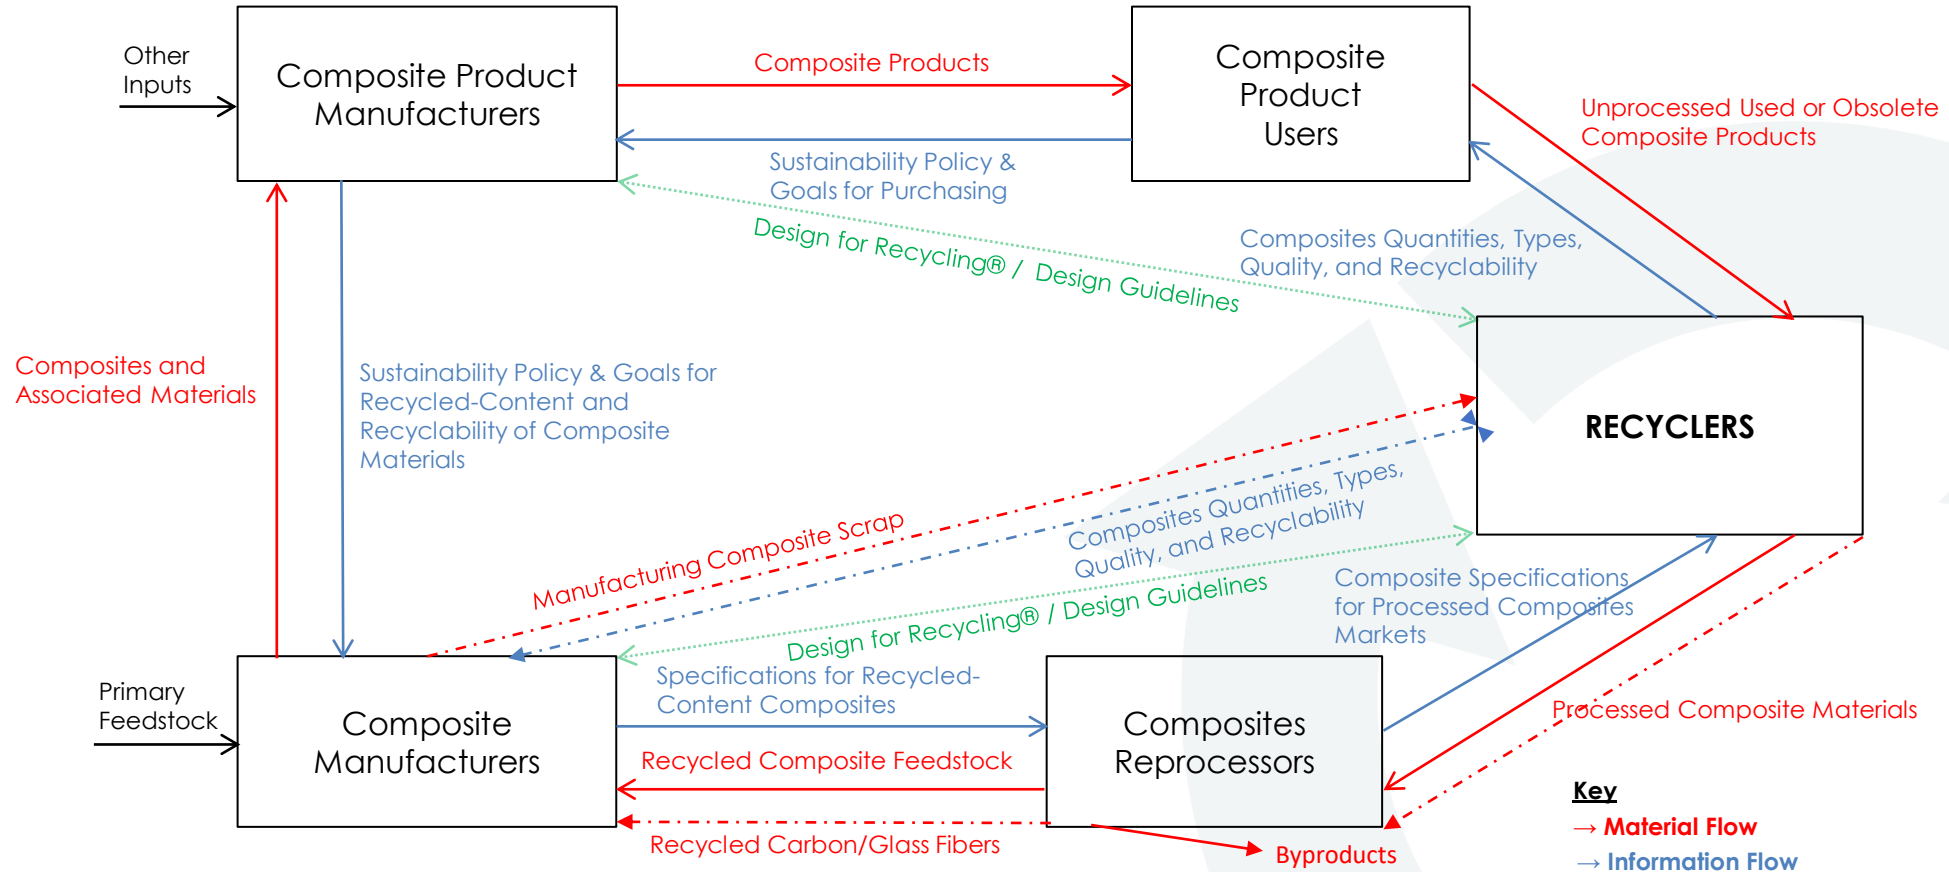 Other
Inputs
Composite Product
Manufacturers
Composite Products
Composite
Product
Users
Unprocessed Used or Obsolete
Composite Products
Sustainability Policy &
Goals for Purchasing
Design for Recycling® / Design Guidelines
Composites Quantities, Types,
Quality, and Recyclability
Composites and
Associated Materials
Sustainability Policy & Goals for
Recycled-Content and
Recyclability of Composite
Materials
RECYCLERS
Manufacturing Composite Scrap
Composites Quantities, Types,
Quality, and Recyclability
Design for Recycling® / Design Guidelines
Composite Specifications
for Processed Composites
Markets
Primary
Feedstock
Composite
Manufacturers
Specifications for Recycled-
Content Composites
Recycled Composite Feedstock
Recycled Carbon/Glass Fibers
Composites
Reprocessors
Processed Composite Materials
Byproducts
Key
→ Material Flow
→ Information Flow